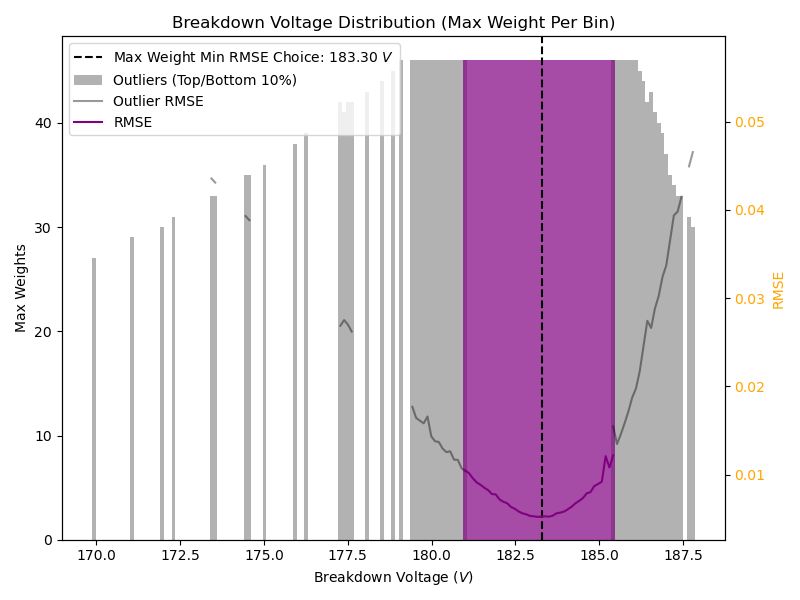 Breakdown Voltage Distribution (Max Weight Per Bin)
Max Weight Min RMSE Choice: 183.30 V
Outliers (Top/Bottom 10%)
Outlier RMSE
RMSE
Max Weights
40
30
20
10
0
0.05
0.04
0.03
0.02
0.01
RMSE
170.0 172.5 175.0 177.5 180.0 182.5 185.0 187.5
Breakdown Voltage (V)